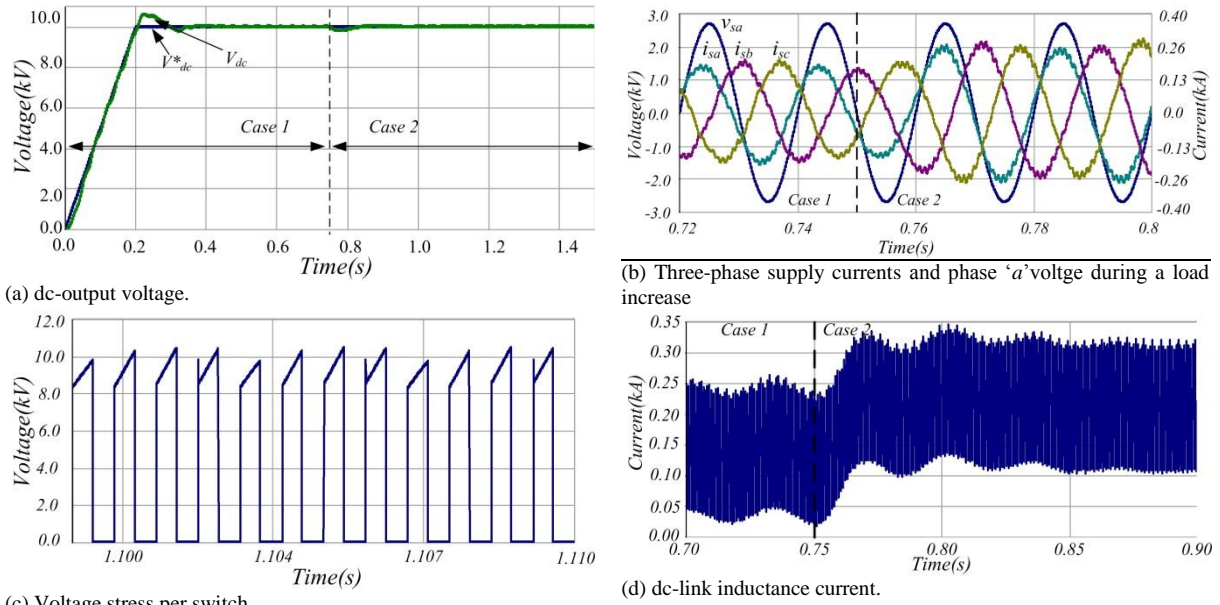 10.0
8.0
6.0
4.0
2.0
0.0
Voltage(kV)
V*dc
Vdc
Case 1
Case 2
0.0 0.2 0.4 0.6 0.8 1.0 1.2 1.4
Time(s)
(a) dc-output voltage.
3.0
2.0
1.0
0.0
-1.0
-2.0
-3.0
Voltage(kV)
vsa
isa isb isc
0.40
0.26
0.13
0.0
-0.13
-0.26
-0.40
Current(kA)
Case 1
Case 2
0.72 0.74 0.76 0.78 0.8
Time(s)
(b) Three-phase supply currents and phase ‘a’voltge during a load
increase
12.0
10.0
8.0
6.0
4.0
2.0
0.0
Voltage(kV)
1.100 1.104 1.107 1.110
Time(s)
(c) Voltage stress per switch
0.35
0.30
0.25
0.20
0.15
0.10
0.05
0.00
Current(kA)
Case 1
Case 2
0.70 0.75 0.80 0.85 0.90
Time(s)
(d) dc-link inductance current.